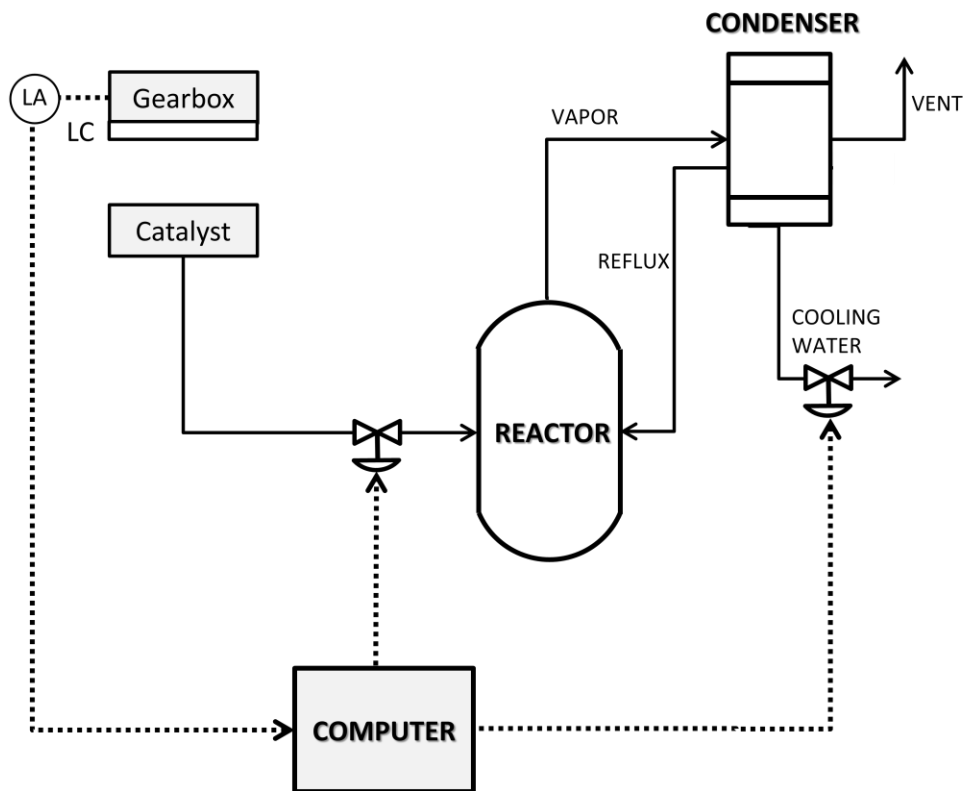 CONDENSER
LA
Gearbox
LC
VAPOR
VENT
Catalyst
REFLUX
COOLING
WATER
REACTOR
COMPUTER